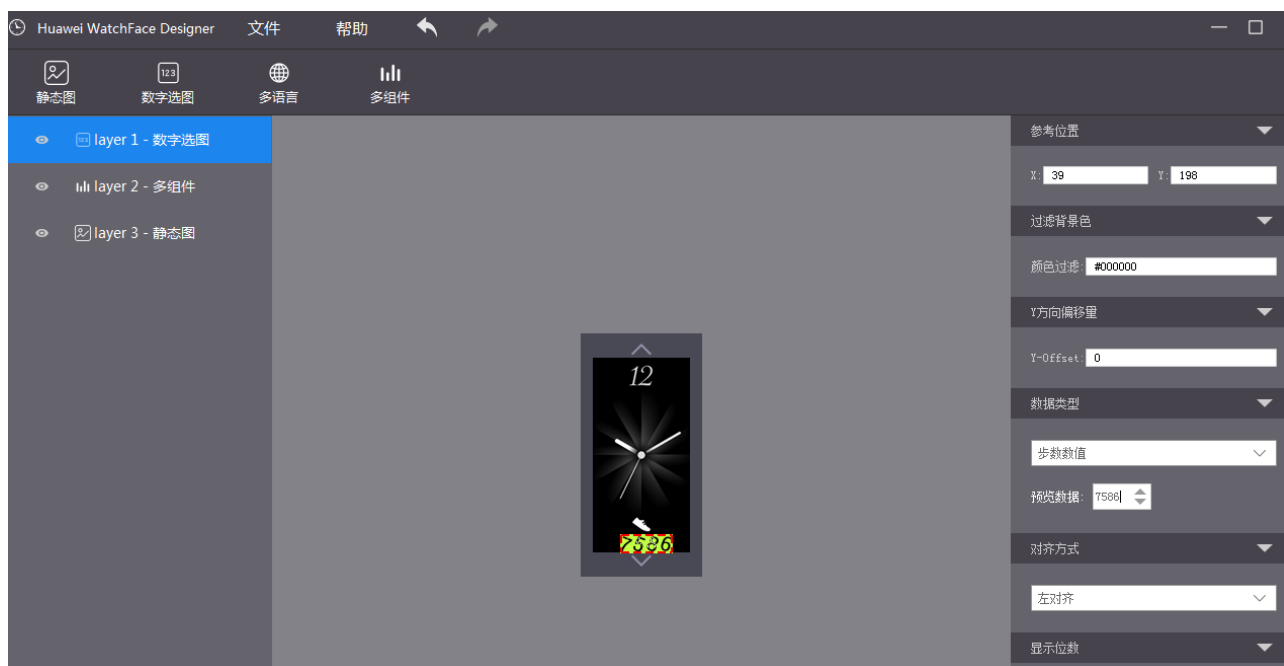 Huawei WatchFace Designer 文件 帮助
静态图 数字选图 多语言 多组件
layer 1 - 数字选图
layer 2 - 多组件
layer 3 - 静态图
12
7586
参考位置
X: 39 Y: 198
过滤背景色
颜色过滤: #000000
Y方向偏移量
Y-Offset: 0
数据类型
步数数值
预览数据: 7586
对齐方式
左对齐
显示位数